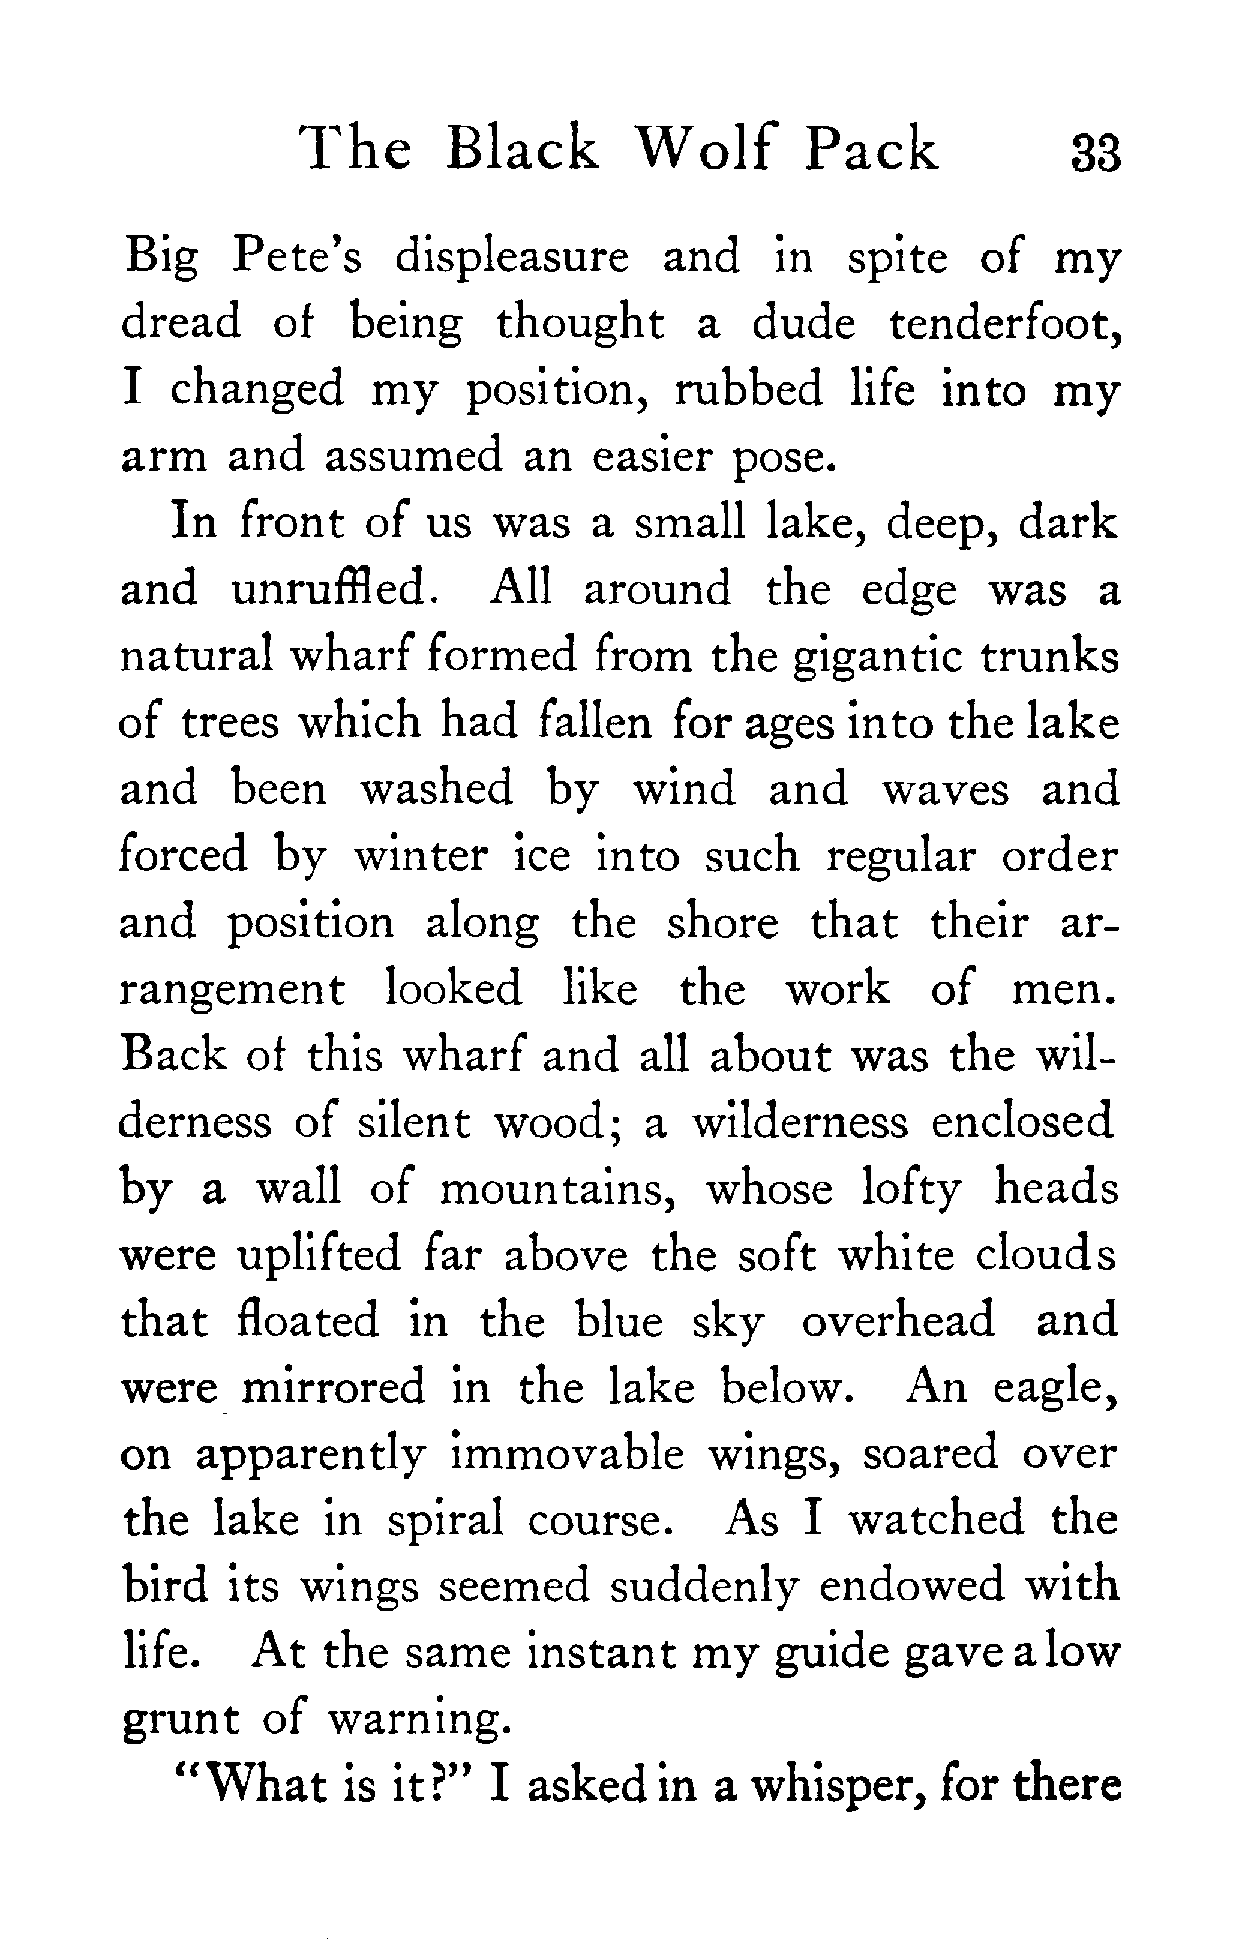 The Black Wolf Pack 33
Big Pete's displeasure and in spite of my
dread of being thought a dude tenderfoot,
I changed my position, rubbed life into my
arm and assumed an easier pose.
In front of us was a small lake, deep, dark
and unruffled. All around the edge was a
natural wharf formed from the gigantic trunks
of trees which had fallen for ages into the lake
and been washed by wind and waves and
forced by winter ice into such regular order
and position along the shore that their ar-
rangement looked like the work of men.
Back of this wharf and all about was the wil-
derness of silent wood; a wilderness enclosed
by a wall of mountains, whose lofty heads
were uplifted far above the soft white clouds
that floated in the blue sky overhead and
were mirrored in the lake below. An eagle,
on apparently immovable wings, soared over
the lake in spiral course. As I watched the
bird its wings seemed suddenly endowed with
life. At the same instant my guide gave a low
grunt of warning.
"What is it?" I asked in a whisper, for there